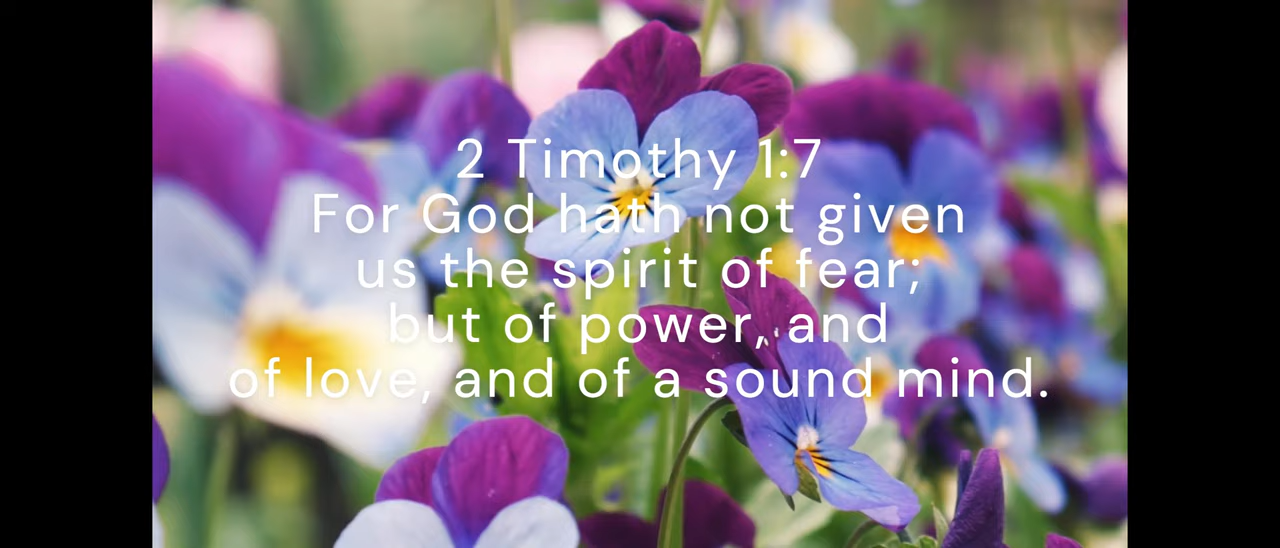 2 Timothy 1:7
For God hath not given
us the spirit of fear;
but of power, and
of love, and of a sound mind.